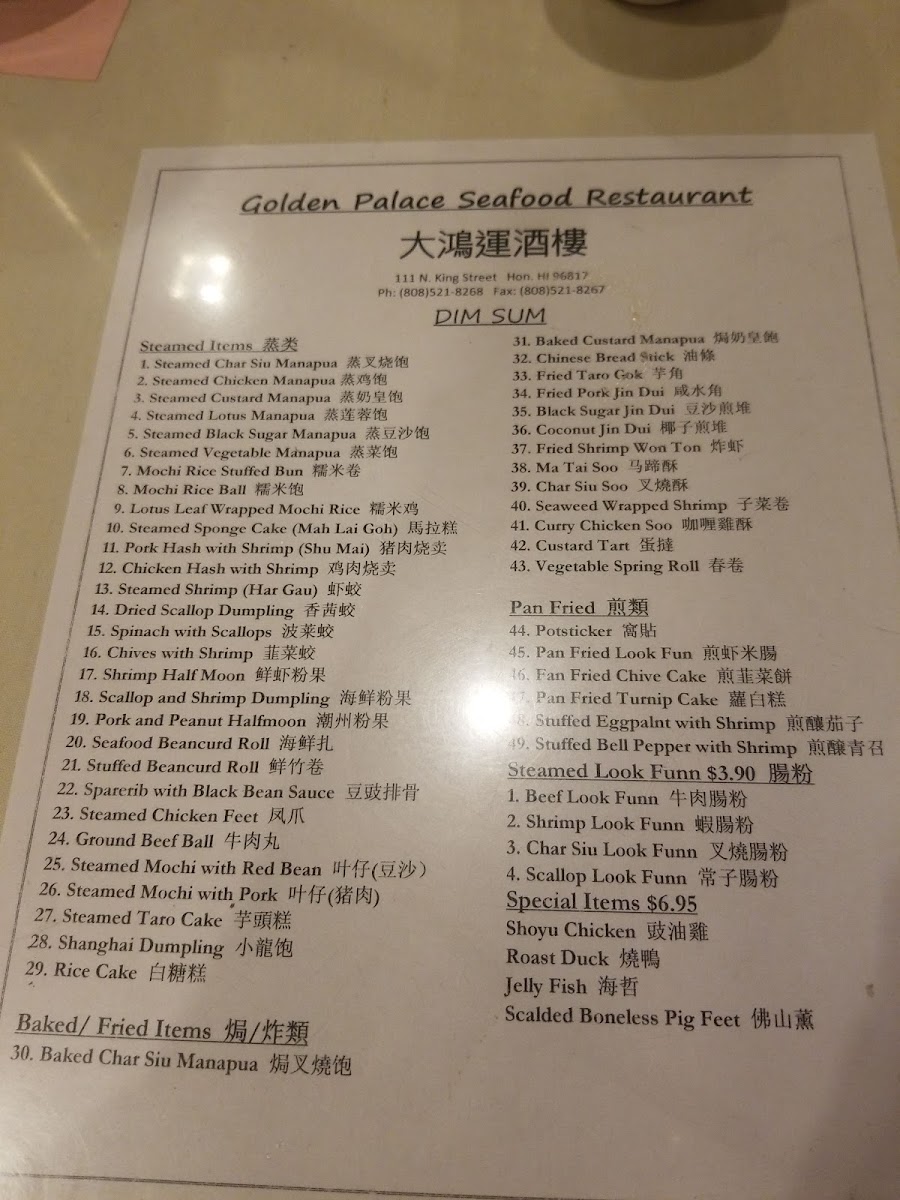 Golden Palace Seafood Restaurant
大鴻運酒樓
111 N. King Street Hon. HI 96817
Ph: (808)521-8268 Fax: (808)521-8267
DIM SUM
Steamed Items 蒸类
1. Steamed Char Siu Manapua 蒸叉烧饱
2. Steamed Chicken Manapua 蒸鸡饱
3. Steamed Custard Manapua 蒸奶皇饱
4. Steamed Lotus Manapua 蒸莲蓉饱
5. Steamed Black Sugar Manapua 蒸豆沙饱
6. Steamed Vegetable Manapua 蒸菜饱
7. Mochi Rice Stuffed Bun 糯米卷
8. Mochi Rice Ball 糯米饱
9. Lotus Leaf Wrapped Mochi Rice 糯米鸡
10. Steamed Sponge Cake (Mah Lai Goh) 馬拉糕
11. Pork Hash with Shrimp (Shu Mai) 猪肉烧卖
12. Chicken Hash with Shrimp 鸡肉烧卖
13. Steamed Shrimp (Har Gau) 虾蛟
14. Dried Scallop Dumpling 香茜蛟
15. Spinach with Scallops 波菜蛟
16. Chives with Shrimp 韮菜蛟
17. Shrimp Half Moon 鲜虾粉果
18. Scallop and Shrimp Dumpling 海鲜粉果
19. Pork and Peanut Halfmoon 潮州粉果
20. Seafood Beancurd Roll 海鲜扎
21. Stuffed Beancurd Roll 鲜竹卷
22. Sparerib with Black Bean Sauce 豆豉排骨
23. Steamed Chicken Feet 凤爪
24. Ground Beef Ball 牛肉丸
25. Steamed Mochi with Red Bean 叶仔(豆沙)
26. Steamed Mochi with Pork 叶仔(猪肉)
27. Steamed Taro Cake 芋頭糕
28. Shanghai Dumpling 小龍饱
29. Rice Cake 白糖糕
Baked/ Fried Items 焗/炸類
30. Baked Char Siu Manapua 焗叉燒饱
31. Baked Custard Manapua 焗奶皇飽
32. Chinese Bread Stick 油條
33. Fried Taro Gok 芋角
34. Fried Pork Jin Dui 咸水角
35. Black Sugar Jin Dui 豆沙煎堆
36. Coconut Jin Dui 椰子煎堆
37. Fried Shrimp Won Ton 炸虾
38. Ma Tai Soo 马蹄酥
39. Char Siu Soo 叉燒酥
40. Seaweed Wrapped Shrimp 子菜卷
41. Curry Chicken Soo 咖喱雞酥
42. Custard Tart 蛋撻
43. Vegetable Spring Roll 春卷
Pan Fried 煎類
44. Potsticker 窩貼
45. Pan Fried Look Fun 煎虾米腸
46. Fan Fried Chive Cake 煎韮菜餅
Pan Fried Turnip Cake 蘿白糕
Stuffed Eggpalnt with Shrimp 煎釀茄子
49. Stuffed Bell Pepper with Shrimp 煎釀青召
Steamed Look Funn $3.90 腸粉
1. Beef Look Funn 牛肉腸粉
2. Shrimp Look Funn 蝦腸粉
3. Char Siu Look Funn 叉燒腸粉
4. Scallop Look Funn 常子腸粉
Special Items $6.95
Shoyu Chicken 豉油雞
Roast Duck 燒鴨
Jelly Fish 海哲
Scalded Boneless Pig Feet 佛山薰